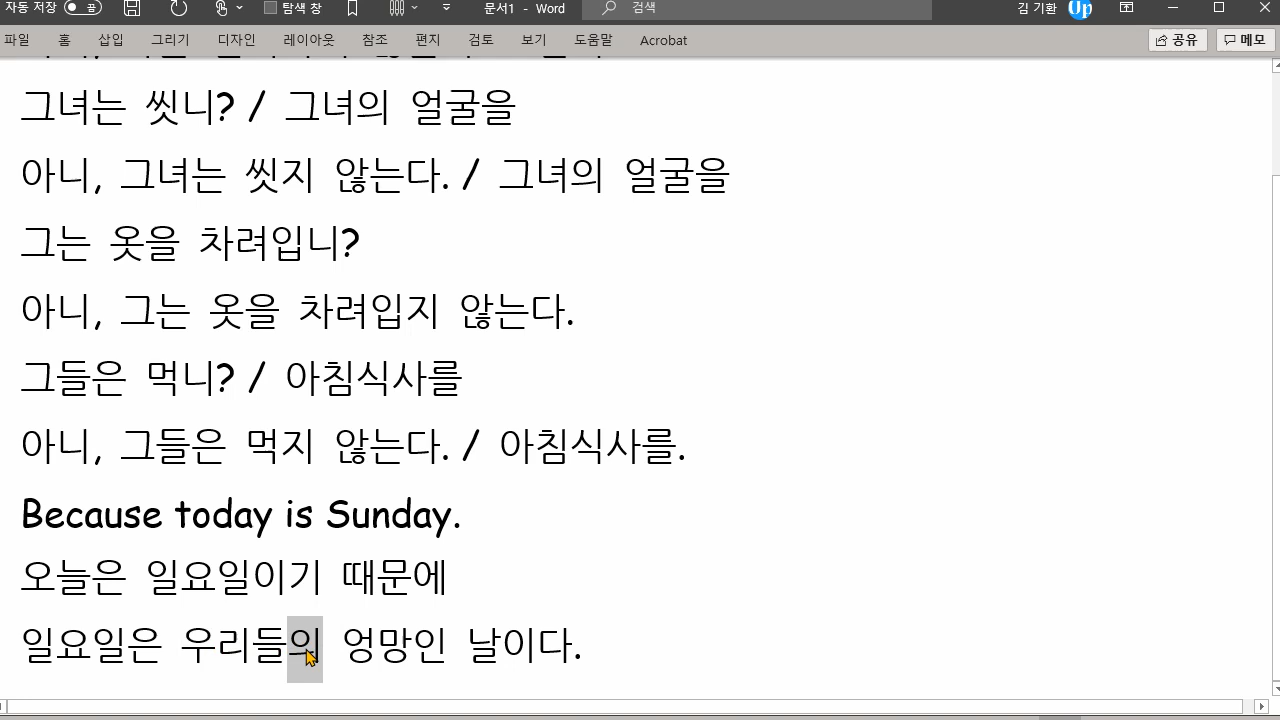 자동 저장 끔 탐색 창 문서1 - Word 검색 김 기환 Up
파일 홈 삽입 그리기 디자인 레이아웃 참조 편지 검토 보기 도움말 Acrobat 공유 메모
그녀는 씻니? / 그녀의 얼굴을
아니, 그녀는 씻지 않는다. / 그녀의 얼굴을
그는 옷을 차려입니?
아니, 그는 옷을 차려입지 않는다.
그들은 먹니? / 아침식사를
아니, 그들은 먹지 않는다. / 아침식사를.
Because today is Sunday.
오늘은 일요일이기 때문에
일요일은 우리들의 엉망인 날이다.